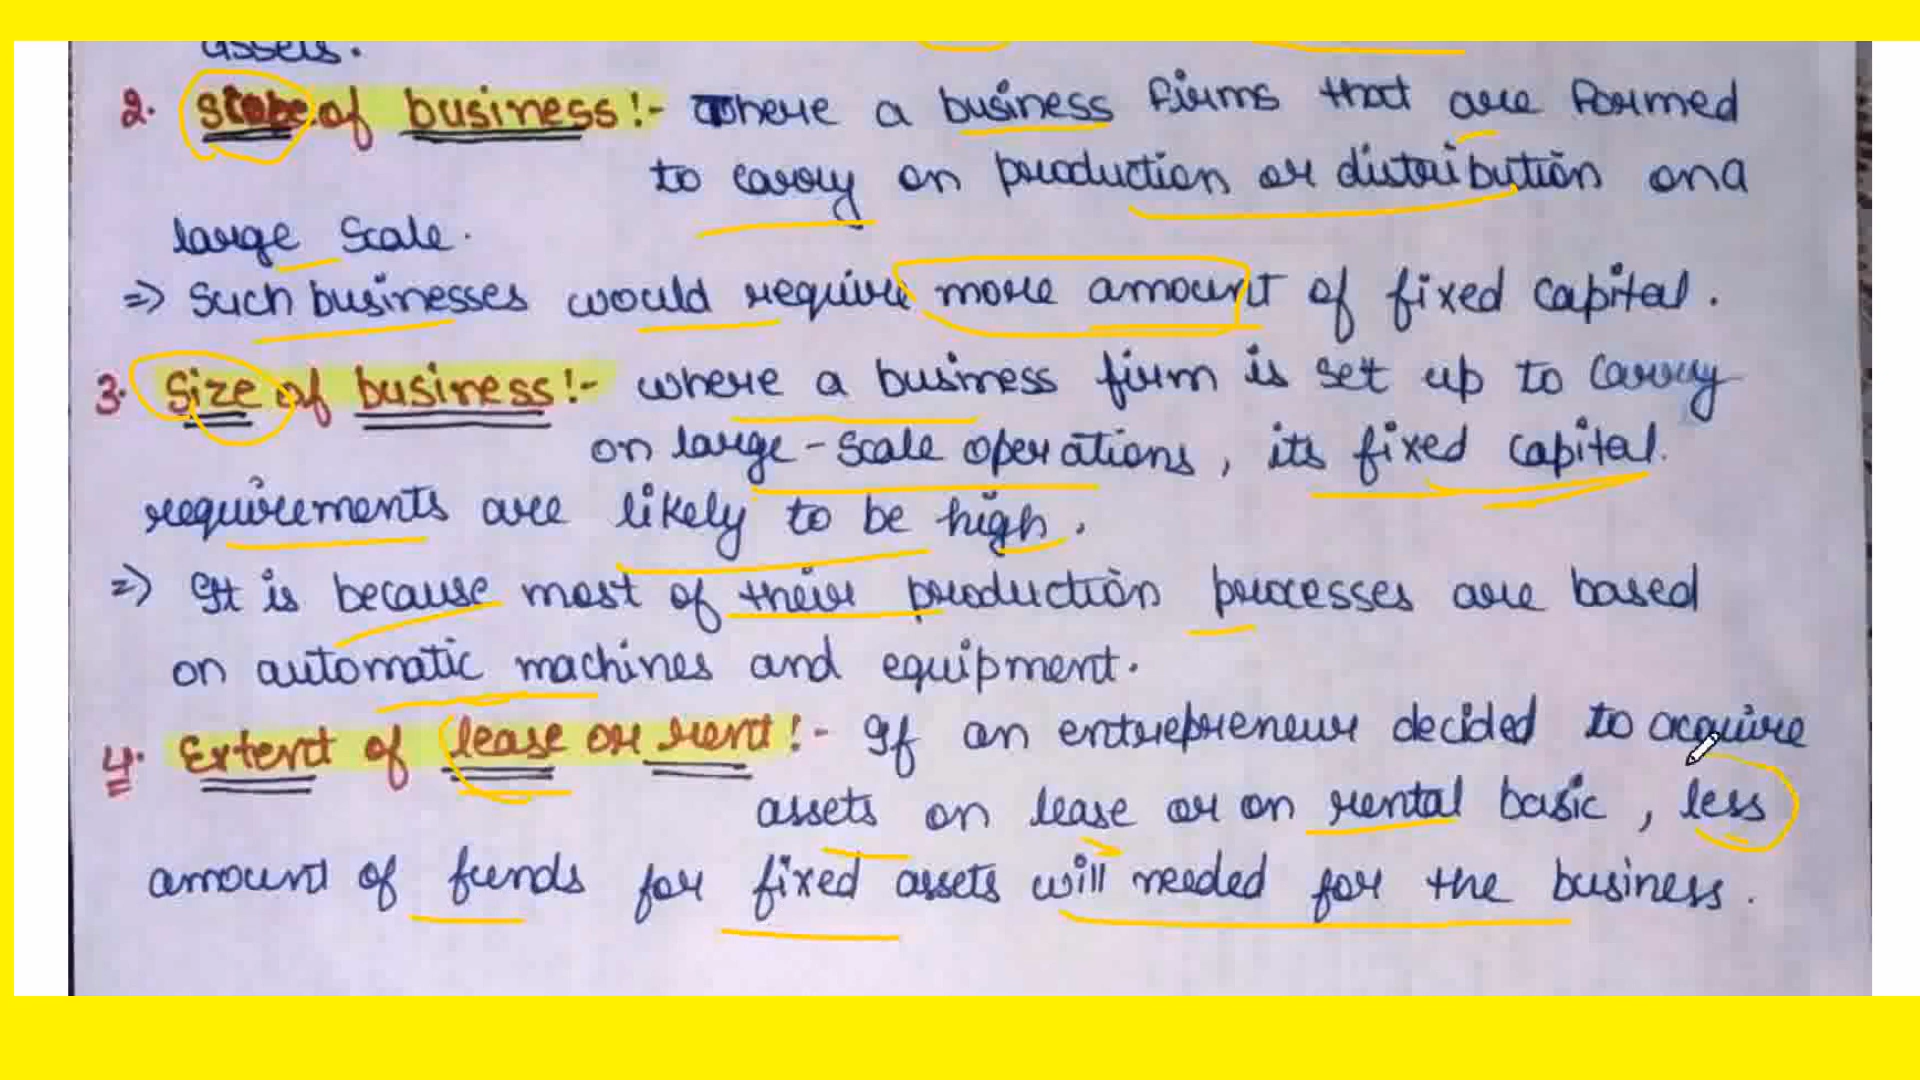 assets.
2. Scope of business :- Where a business firms that are formed
to carry on production or distribution on a
large scale.
=> Such businesses would require more amount of fixed capital.
3. Size of business :- where a business firm is set up to carry
on large-scale operations, its fixed capital.
requirements are likely to be high.
=> It is because most of their production processes are based
on automatic machines and equipment.
4. Extent of lease or rent :- If an entrepreneur decided to acquire
assets on lease or on rental basic, less
amount of funds for fixed assets will needed for the business.